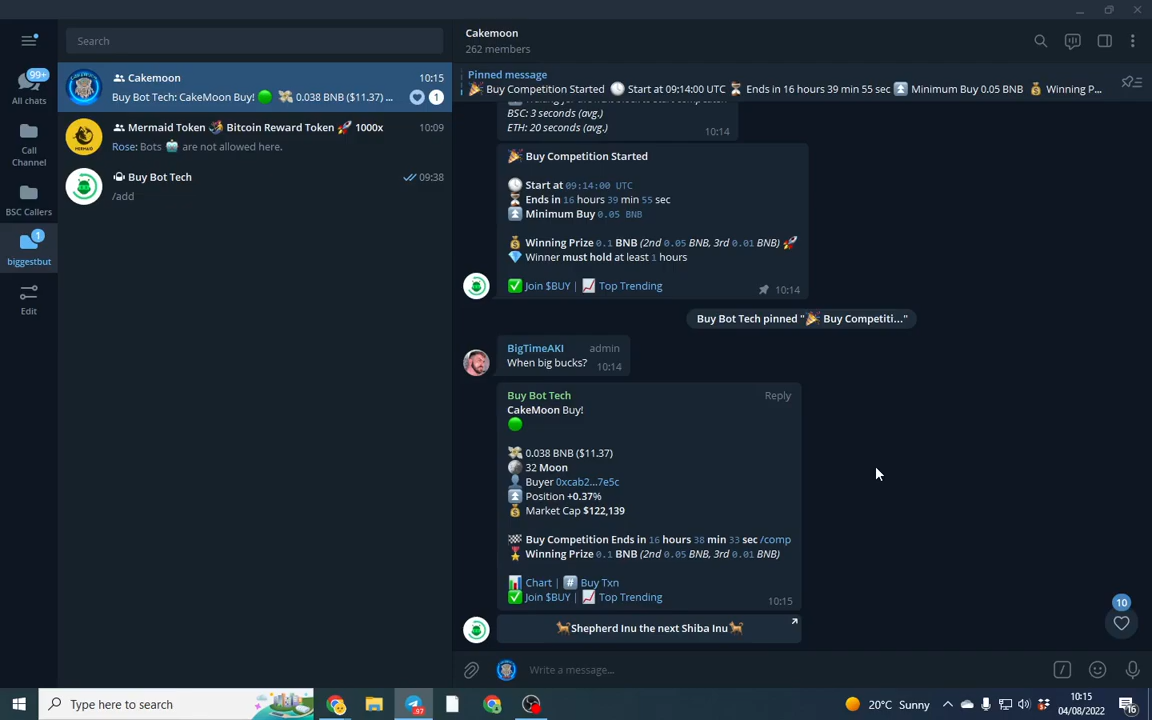 Search
Cakemoon
262 members
Pinned message
Buy Competition Started Start at 09:14:00 UTC Ends in 16 hours 39 min 55 sec Minimum Buy 0.05 BNB Winning P...
99+
All chats
Call
Channel
BSC Callers
1
biggestbut
Edit
Cakemoon 10:15
Buy Bot Tech: CakeMoon Buy! 0.038 BNB ($11.37) ... 1
Mermaid Token Bitcoin Reward Token 1000x 10:09
Rose: Bots are not allowed here.
Buy Bot Tech 09:38
/add
BSC: 3 seconds (avg.)
ETH: 20 seconds (avg.)
10:14
Buy Competition Started
Start at 09:14:00 UTC
Ends in 16 hours 39 min 55 sec
Minimum Buy 0.05 BNB
Winning Prize 0.1 BNB (2nd 0.05 BNB, 3rd 0.01 BNB)
Winner must hold at least 1 hours
Join $BUY | Top Trending
10:14
Buy Bot Tech pinned "Buy Competiti..."
BigTimeAKI admin
When big bucks? 10:14
Buy Bot Tech Reply
CakeMoon Buy!
0.038 BNB ($11.37)
32 Moon
Buyer 0xcab2...7e5c
Position +0.37%
Market Cap $122,139
Buy Competition Ends in 16 hours 38 min 33 sec /comp
Winning Prize 0.1 BNB (2nd 0.05 BNB, 3rd 0.01 BNB)
Chart | # Buy Txn
Join $BUY | Top Trending
10:15
Shepherd Inu the next Shiba Inu
10
Write a message...
Type here to search
97
20°C Sunny
10:15
04/08/2022
16